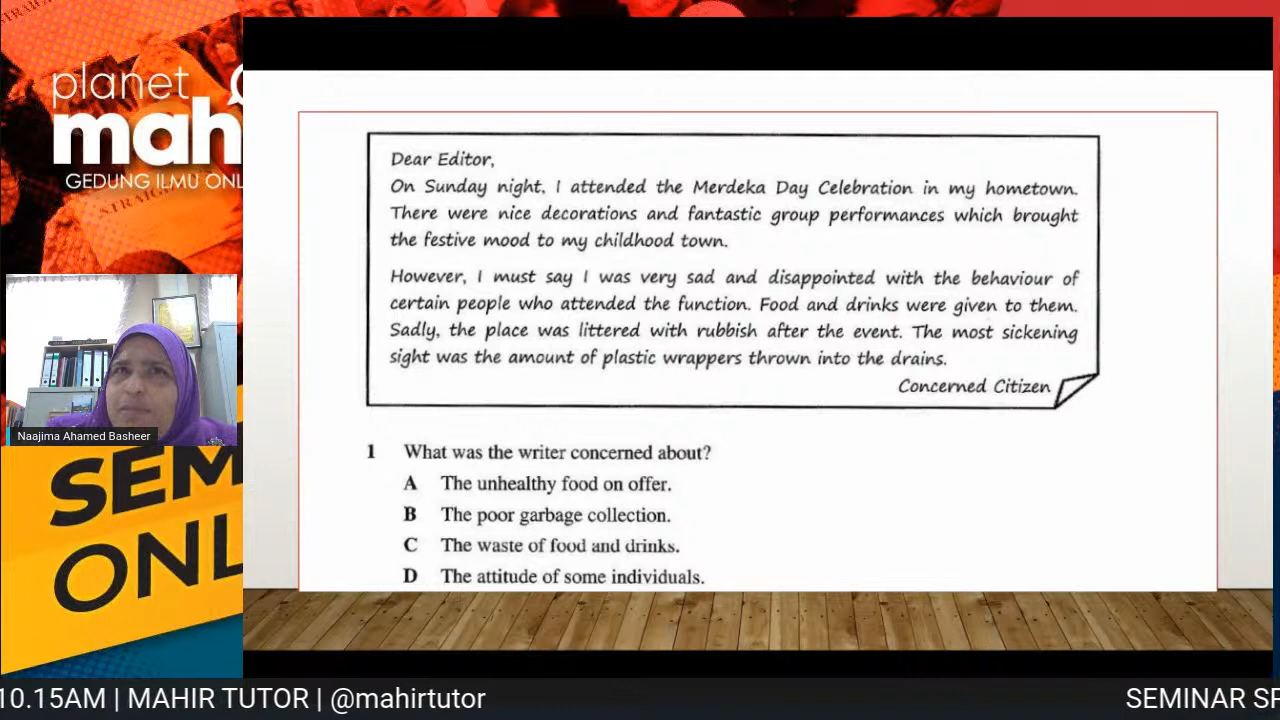 planet
mah
GEDUNG ILMU ONL
Naajima Ahamed Basheer
SEM
ONL
Dear Editor,
On Sunday night, I attended the Merdeka Day Celebration in my hometown.
There were nice decorations and fantastic group performances which brought
the festive mood to my childhood town.
However, I must say I was very sad and disappointed with the behaviour of
certain people who attended the function. Food and drinks were given to them.
Sadly, the place was littered with rubbish after the event. The most sickening
sight was the amount of plastic wrappers thrown into the drains.
Concerned Citizen
1 What was the writer concerned about?
A The unhealthy food on offer.
B The poor garbage collection.
C The waste of food and drinks.
D The attitude of some individuals.
10.15AM | MAHIR TUTOR | @mahirtutor
SEMINAR SP